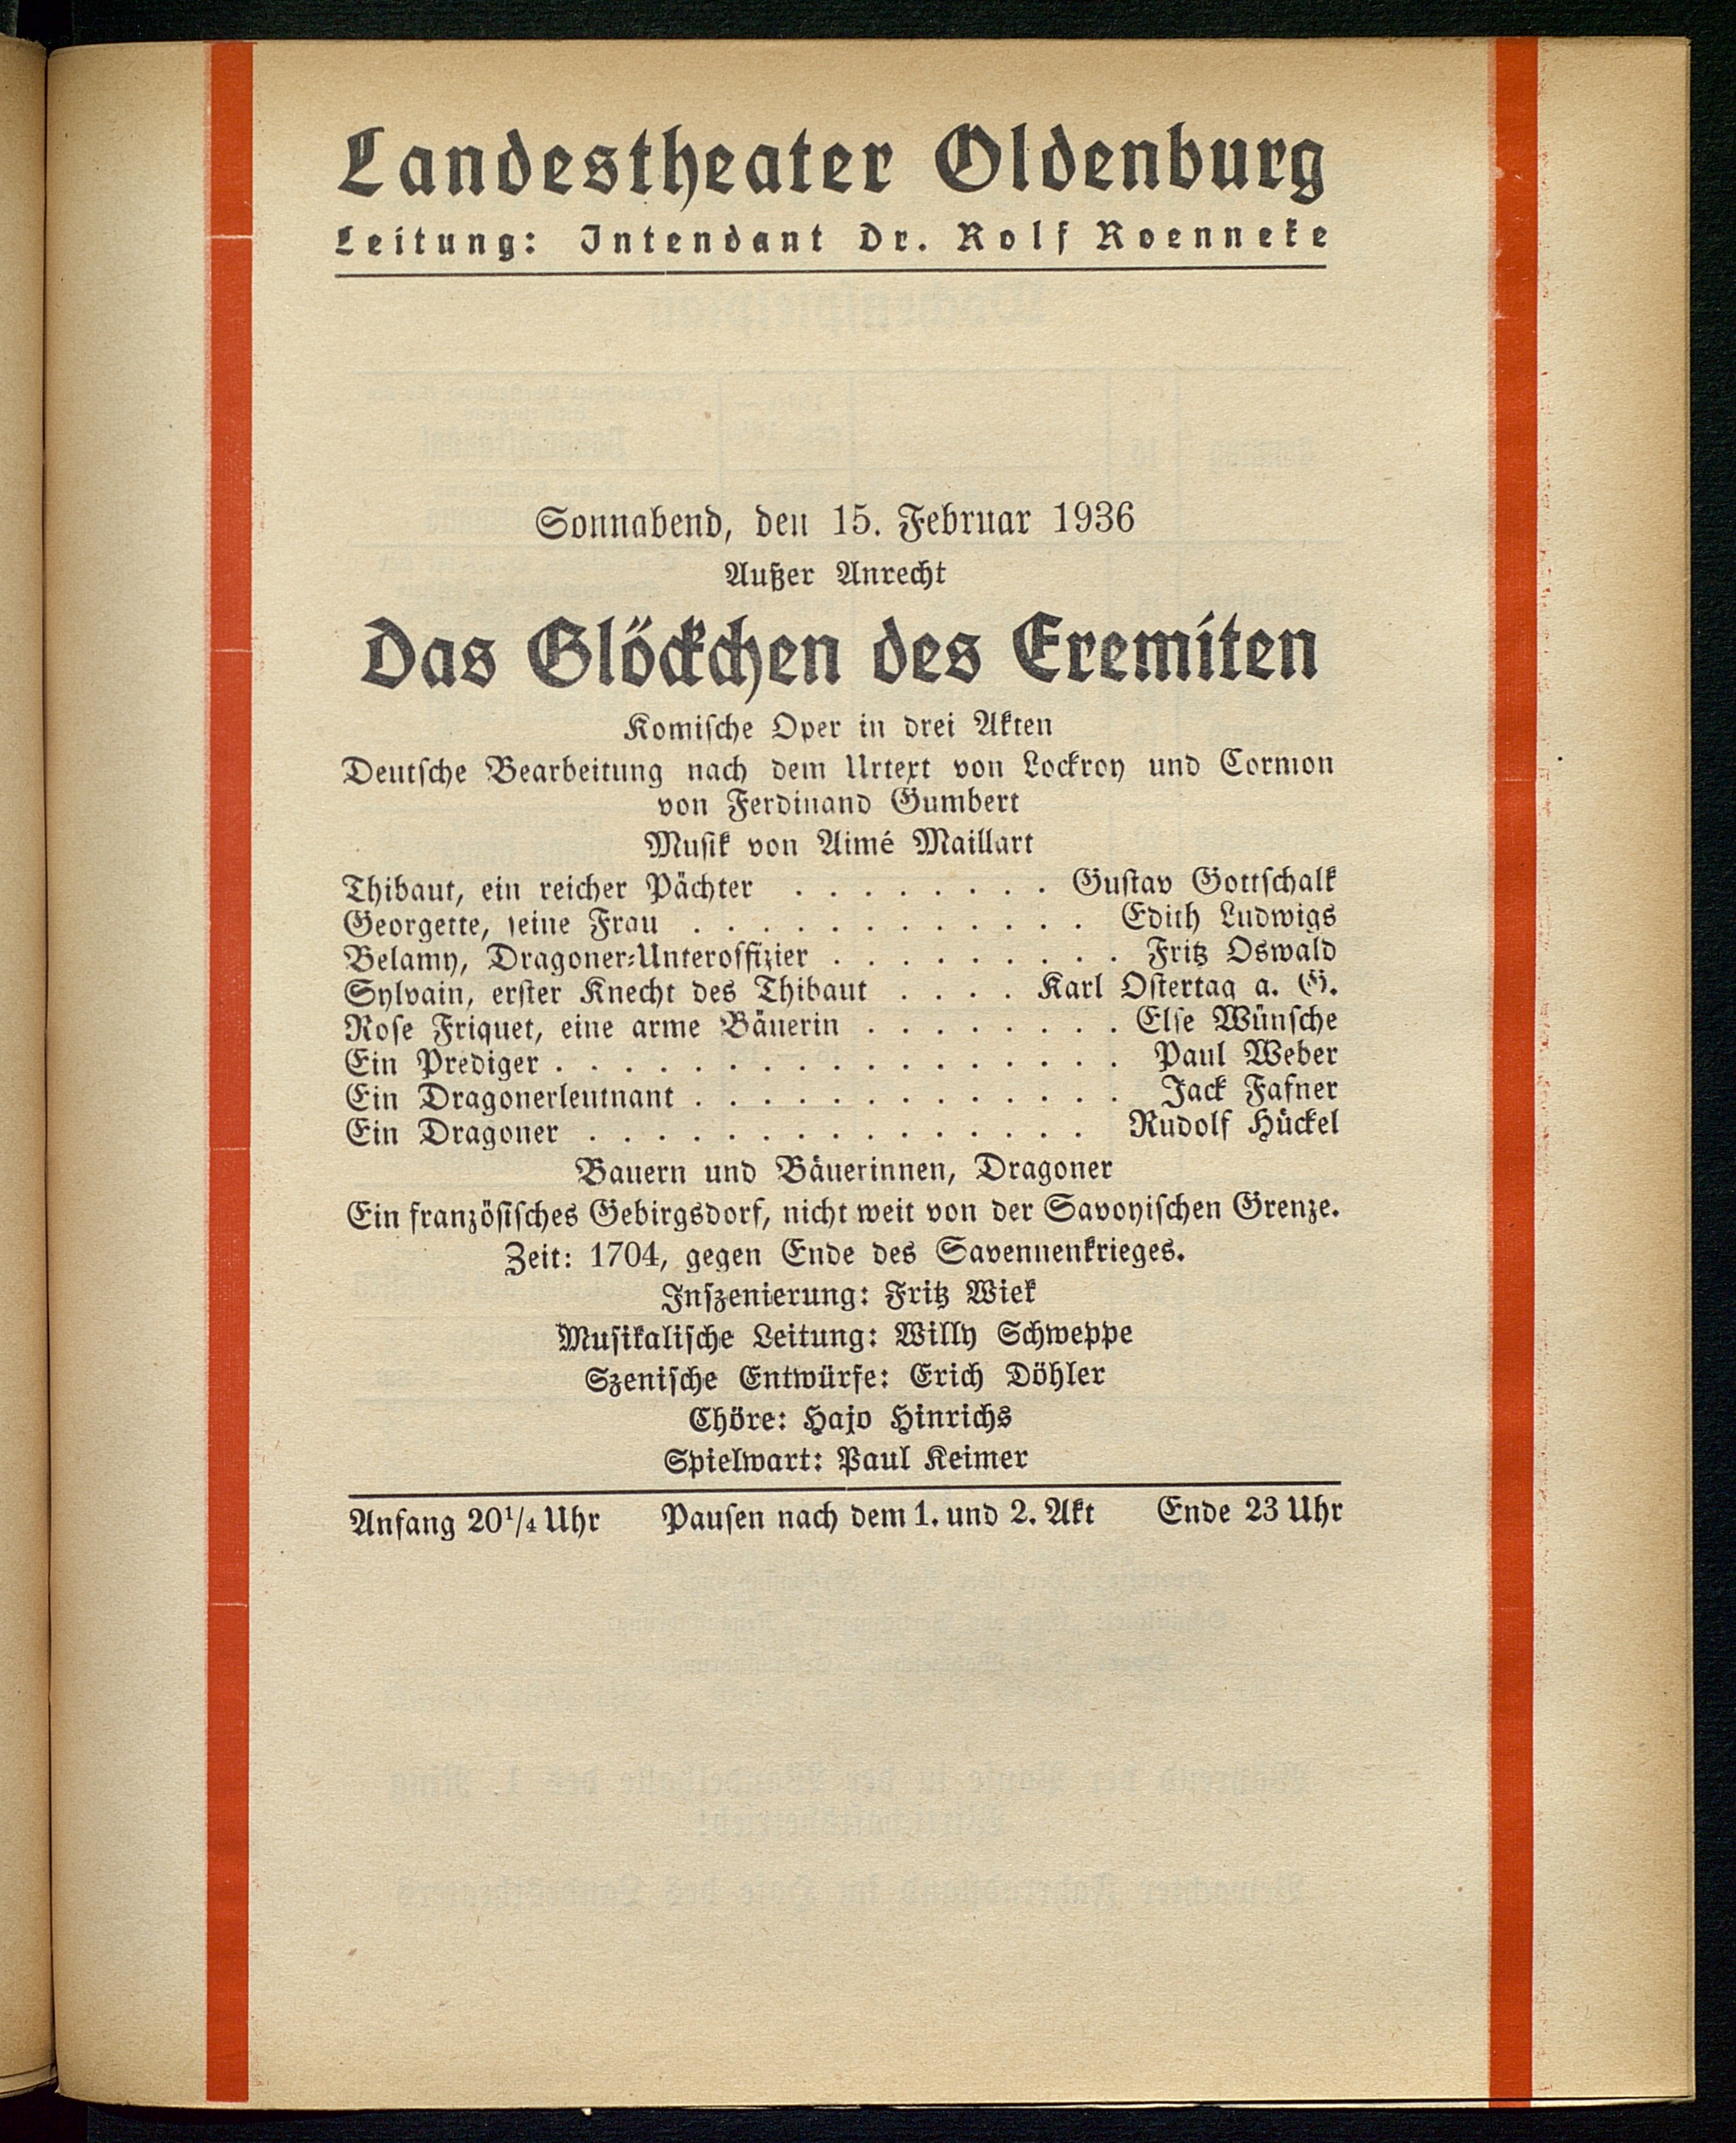 Landestheater Oldenburg
Leitung: Intendant Dr. Rolf Roenneke
Sonnabend, den 15. Februar 1936
Außer Anrecht
Das Glöckchen des Eremiten
Komische Oper in drei Akten
Deutsche Bearbeitung nach dem Urtext von Lockroy und Cormon
von Ferdinand Gumbert
Musik von Aimé Maillart
Thibaut, ein reicher Pächter . . . . . . . . Gustav Gottschalk
Georgette, seine Frau . . . . . . . . . . . . Edith Ludwigs
Belamy, Dragoner-Unteroffizier . . . . . . . . . Fritz Oswald
Sylvain, erster Knecht des Thibaut . . . . Karl Ostertag a. G.
Rose Friquet, eine arme Bäuerin . . . . . . . . Else Wünsche
Ein Prediger . . . . . . . . . . . . . . . . . Paul Weber
Ein Dragonerleutnant . . . . . . . . . . . . . Jack Fafner
Ein Dragoner . . . . . . . . . . . . . . . Rudolf Hückel
Bauern und Bäuerinnen, Dragoner
Ein französisches Gebirgsdorf, nicht weit von der Savoyischen Grenze.
Zeit: 1704, gegen Ende des Savennenkrieges.
Inszenierung: Fritz Wiek
Musikalische Leitung: Willy Schweppe
Szenische Entwürfe: Erich Döhler
Chöre: Hajo Hinrichs
Spielwart: Paul Keimer
Anfang 20¹/₄ Uhr Pausen nach dem 1. und 2. Akt Ende 23 Uhr